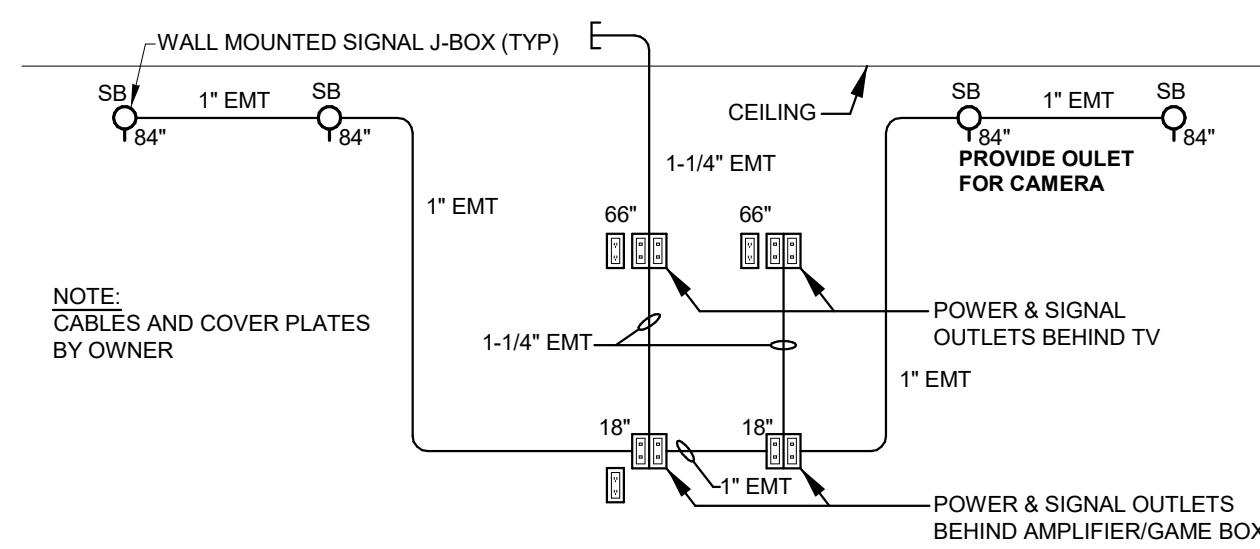 WALL MOUNTED SIGNAL J-BOX (TYP)
SB
1" EMT
SB
84"
84"
CEILING
SB
1" EMT
SB
84"
84"
PROVIDE OULET
FOR CAMERA
1-1/4" EMT
1" EMT
66"
66"
NOTE:
CABLES AND COVER PLATES
BY OWNER
POWER & SIGNAL
OUTLETS BEHIND TV
1-1/4" EMT
1" EMT
18"
18"
1" EMT
POWER & SIGNAL OUTLETS
BEHIND AMPLIFIER/GAME BOX